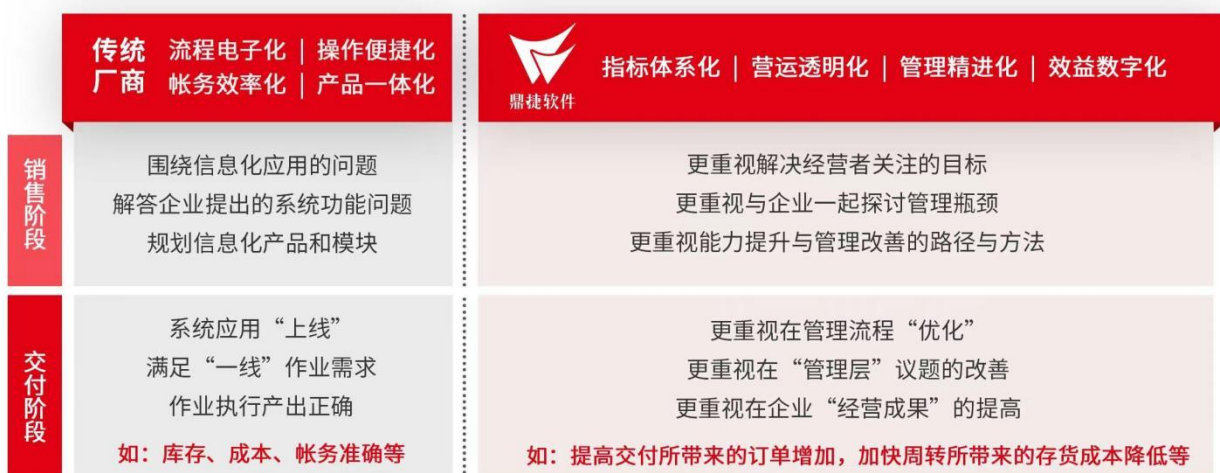 传统 流程电子化 | 操作便捷化
厂商 帐务效率化 | 产品一体化
鼎捷软件
指标体系化 | 营运透明化 | 管理精进化 | 效益数字化
销售阶段
围绕信息化应用的问题
解答企业提出的系统功能问题
规划信息化产品和模块
更重视解决经营者关注的目标
更重视与企业一起探讨管理瓶颈
更重视能力提升与管理改善的路径与方法
交付阶段
系统应用“上线”
满足“一线”作业需求
作业执行产出正确
如：库存、成本、帐务准确等
更重视在管理流程“优化”
更重视在“管理层”议题的改善
更重视在企业“经营成果”的提高
如：提高交付所带来的订单增加，加快周转所带来的存货成本降低等